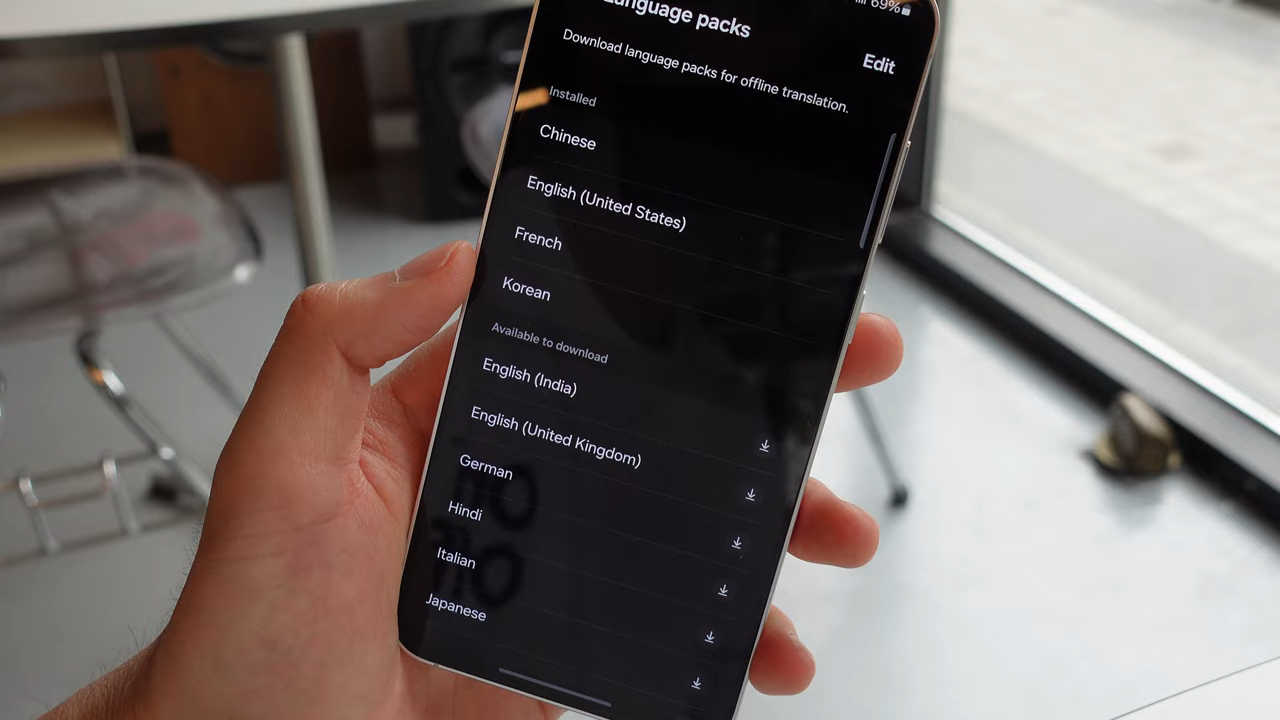 69%
Language packs
Edit
Download language packs for offline translation.
Installed
Chinese
English (United States)
French
Korean
Available to download
English (India)
English (United Kingdom)
German
Hindi
Italian
Japanese